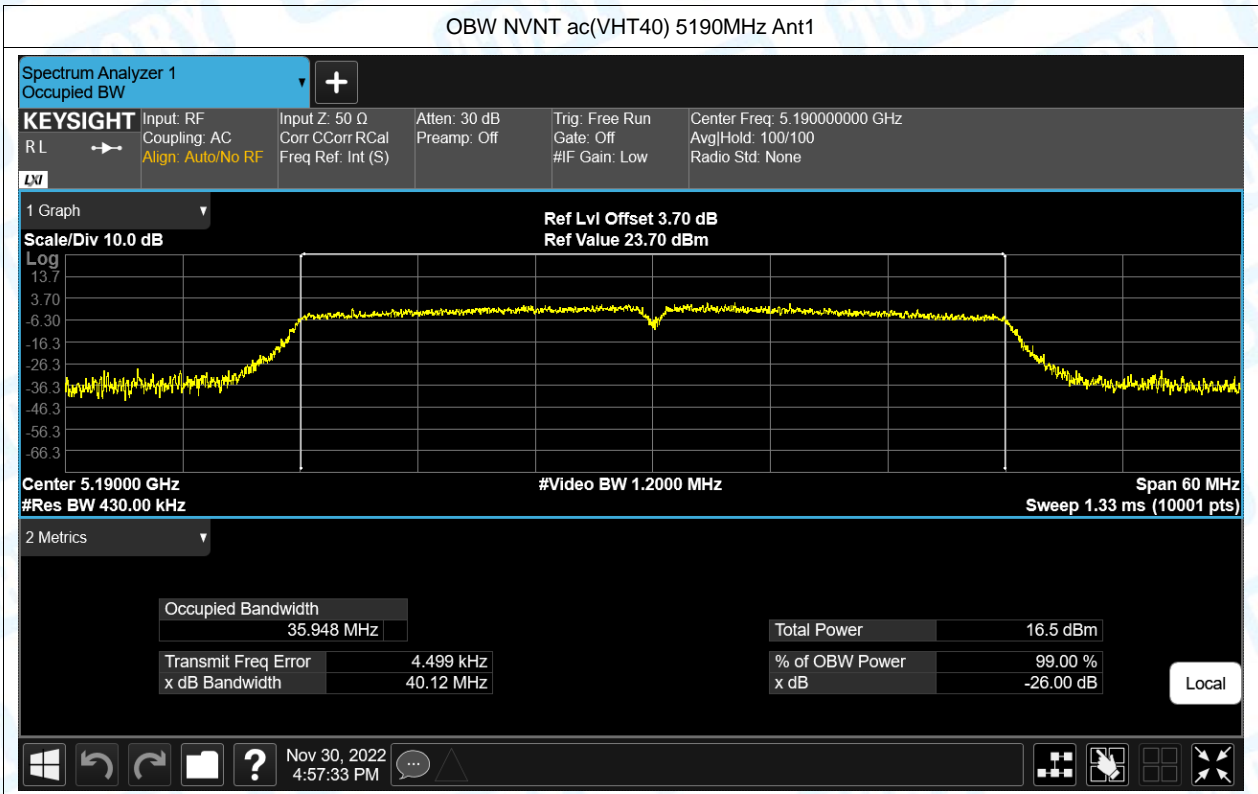 OBW NVNT ac(VHT40) 5190MHz Ant1
Spectrum Analyzer 1
Occupied BW
KEYSIGHT
RL
LXI
Input: RF
Coupling: AC
Align: Auto/No RF
Input Z: 50 Ω
Corr CCorr RCal
Freq Ref: Int (S)
Atten: 30 dB
Preamp: Off
Trig: Free Run
Gate: Off
#IF Gain: Low
Center Freq: 5.190000000 GHz
Avg|Hold: 100/100
Radio Std: None
1 Graph
Scale/Div 10.0 dB
Ref Lvl Offset 3.70 dB
Ref Value 23.70 dBm
Log
13.7
3.70
-6.30
-16.3
-26.3
-36.3
-46.3
-56.3
-66.3
Center 5.19000 GHz
#Video BW 1.2000 MHz
Span 60 MHz
#Res BW 430.00 kHz
Sweep 1.33 ms (10001 pts)
2 Metrics
Occupied Bandwidth
35.948 MHz
Total Power 16.5 dBm
Transmit Freq Error 4.499 kHz
% of OBW Power 99.00 %
x dB Bandwidth 40.12 MHz
x dB -26.00 dB
Local
?
Nov 30, 2022
4:57:33 PM